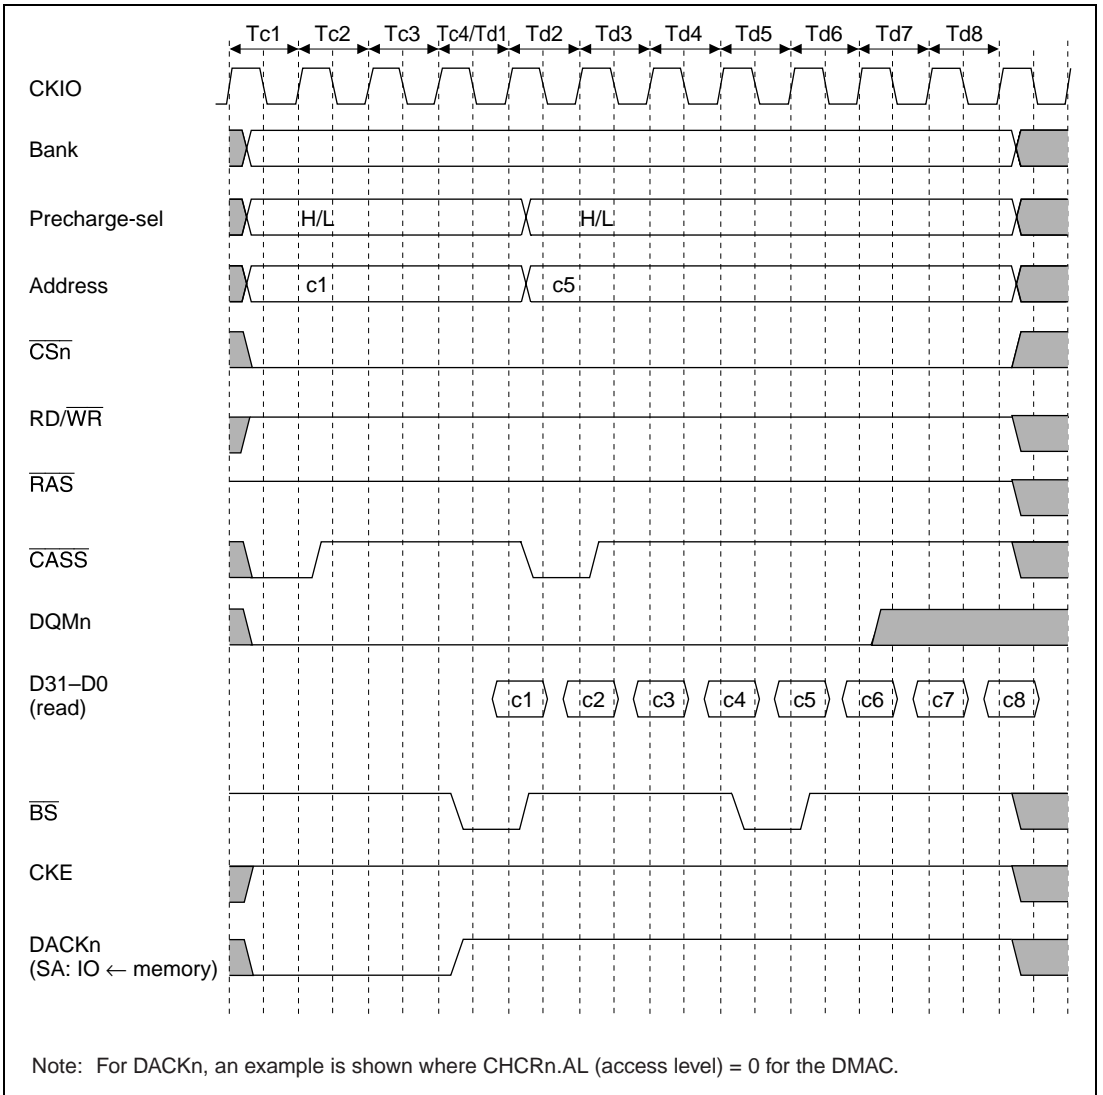 Tc1 Tc2 Tc3 Tc4/Td1 Td2 Td3 Td4 Td5 Td6 Td7 Td8
CKIO
Bank
Precharge-sel H/L H/L
Address c1 c5
CSn
RD/WR
RAS
CASS
DQMn
D31–D0
(read)
c1 c2 c3 c4 c5 c6 c7 c8
BS
CKE
DACKn
(SA: IO ← memory)
Note: For DACKn, an example is shown where CHCRn.AL (access level) = 0 for the DMAC.